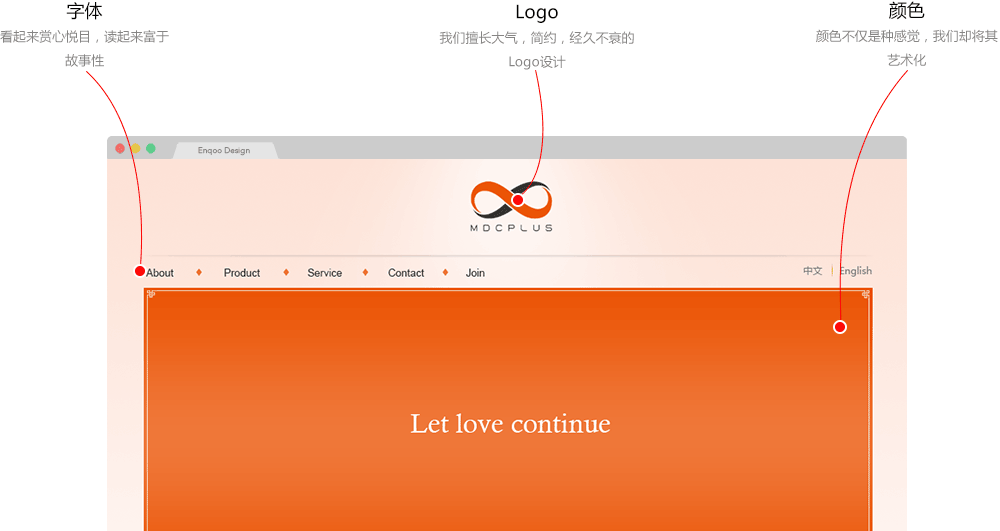 字体
看起来赏心悦目，读起来富于
故事性
Logo
我们擅长大气，简约，经久不衰的
Logo设计
颜色
颜色不仅是种感觉，我们却将其
艺术化
Enqoo Design
MDCPLUS
About Product Service Contact Join
中文 English
Let love continue